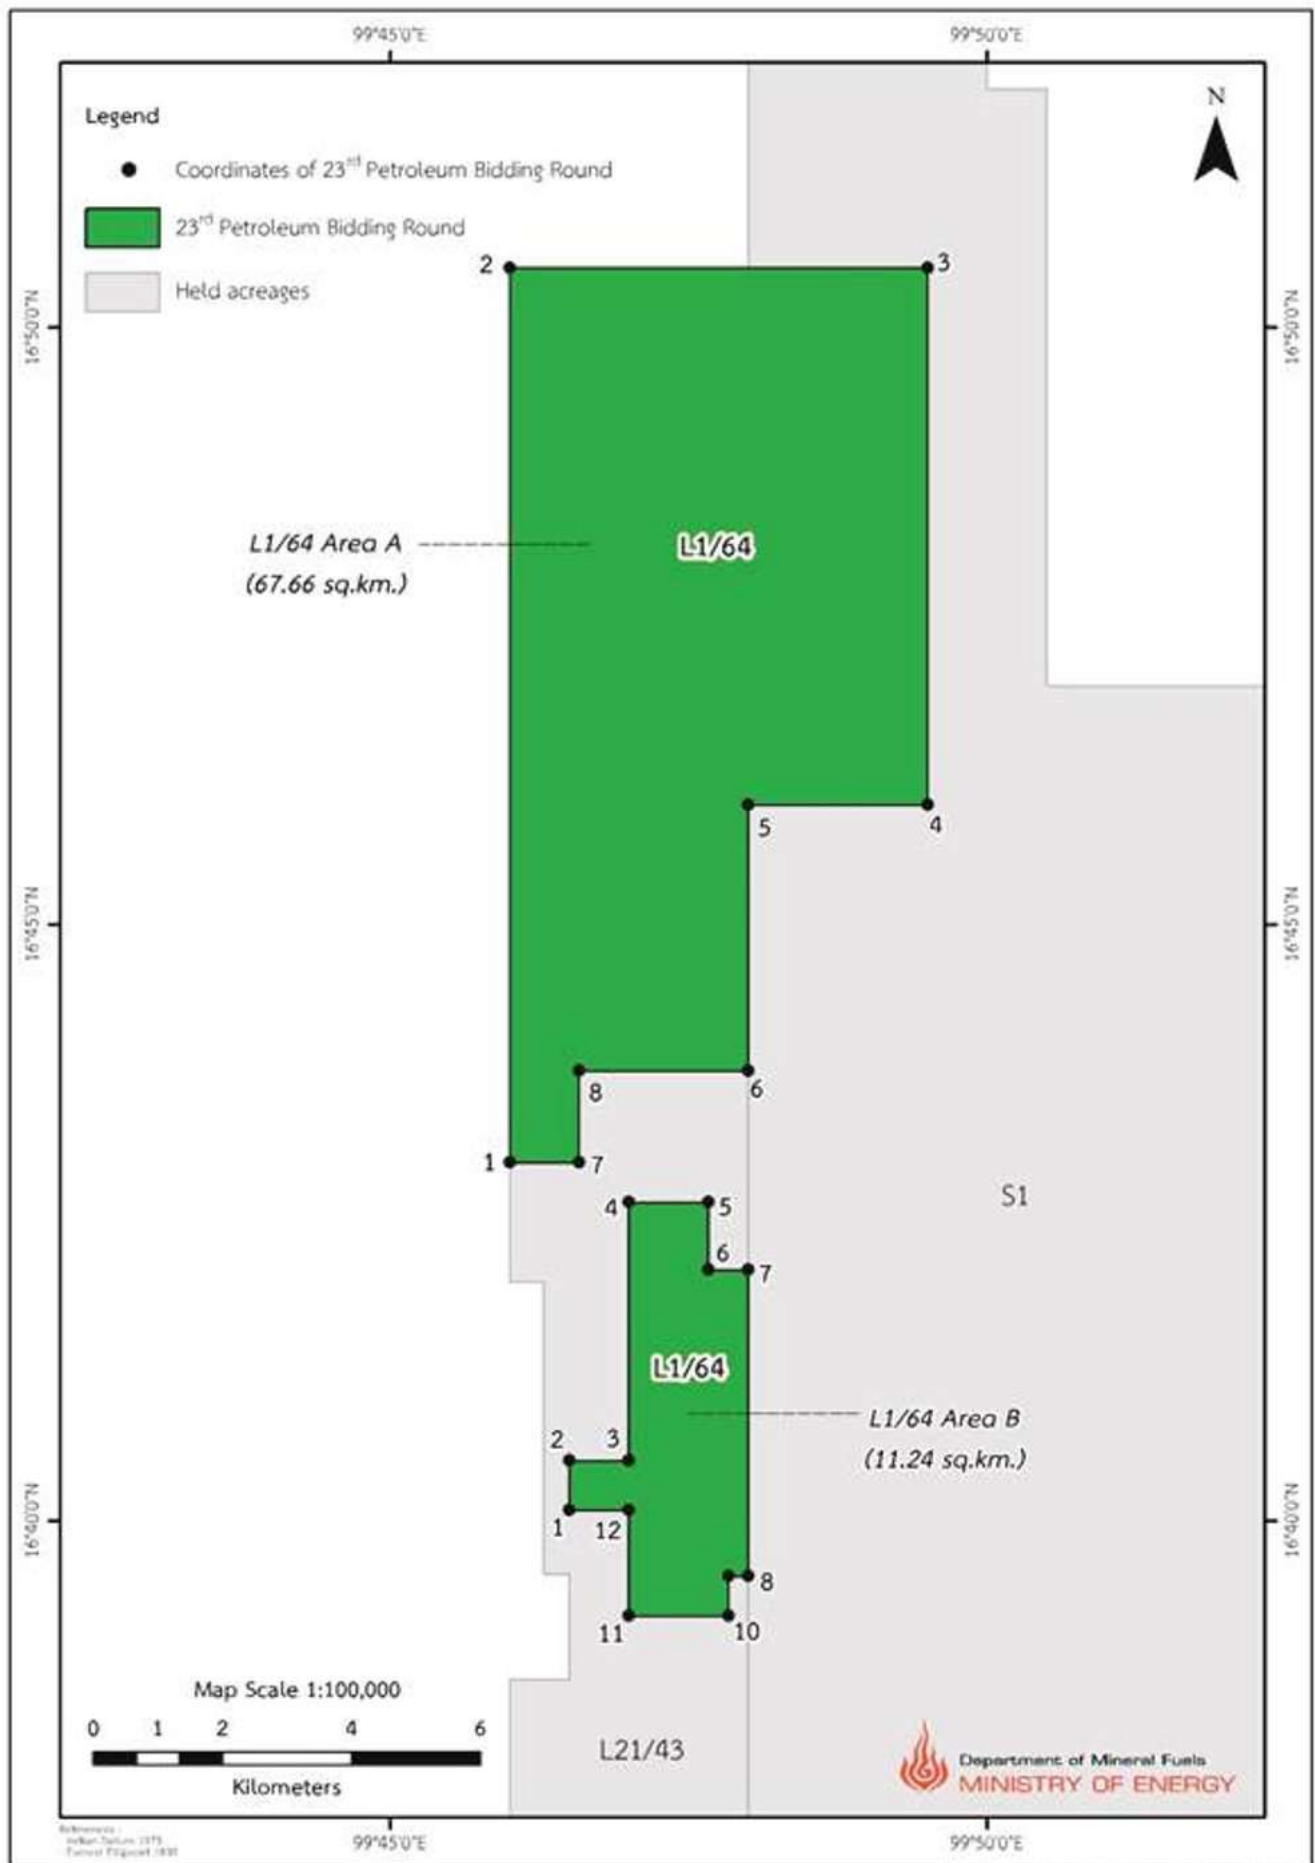 99°45'0"E
99°50'0"E
Legend
N
Coordinates of 23rd Petroleum Bidding Round
23rd Petroleum Bidding Round
Held acreages
2
3
16°50'0"N
16°50'0"N
L1/64 Area A
(67.66 sq.km.)
L1/64
5
4
16°45'0"N
16°45'0"N
8
6
1
7
4
5
S1
6
7
L1/64
L1/64 Area B
(11.24 sq.km.)
2
3
1
12
16°40'0"N
16°40'0"N
8
11
10
Map Scale 1:100,000
0 1 2 4 6
Kilometers
L21/43
Department of Mineral Fuels
MINISTRY OF ENERGY
99°45'0"E
99°50'0"E